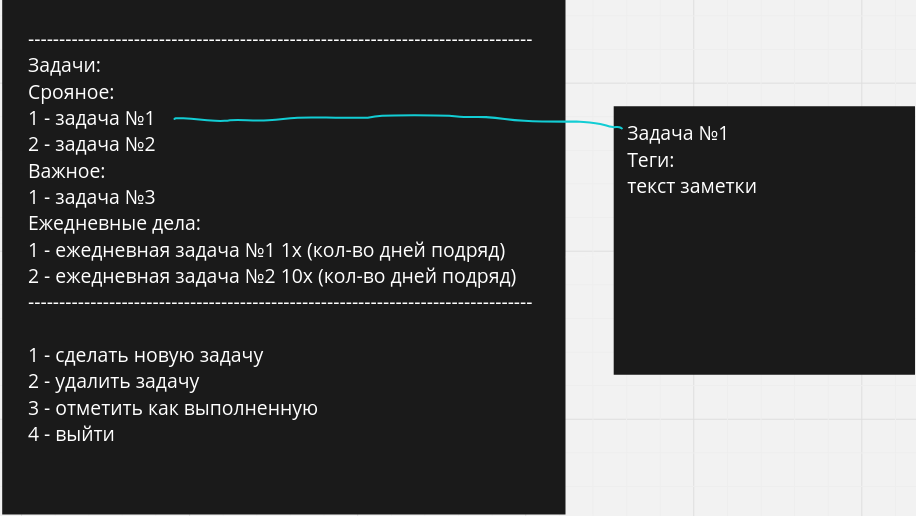 ------------------------------------------------------------------------------------
Задачи:
Срояное:
1 - задача №1
2 - задача №2
Важное:
1 - задача №3
Ежедневные дела:
1 - ежедневная задача №1 1x (кол-во дней подряд)
2 - ежедневная задача №2 10x (кол-во дней подряд)
------------------------------------------------------------------------------------
1 - сделать новую задачу
2 - удалить задачу
3 - отметить как выполненную
4 - выйти
Задача №1
Теги:
текст заметки